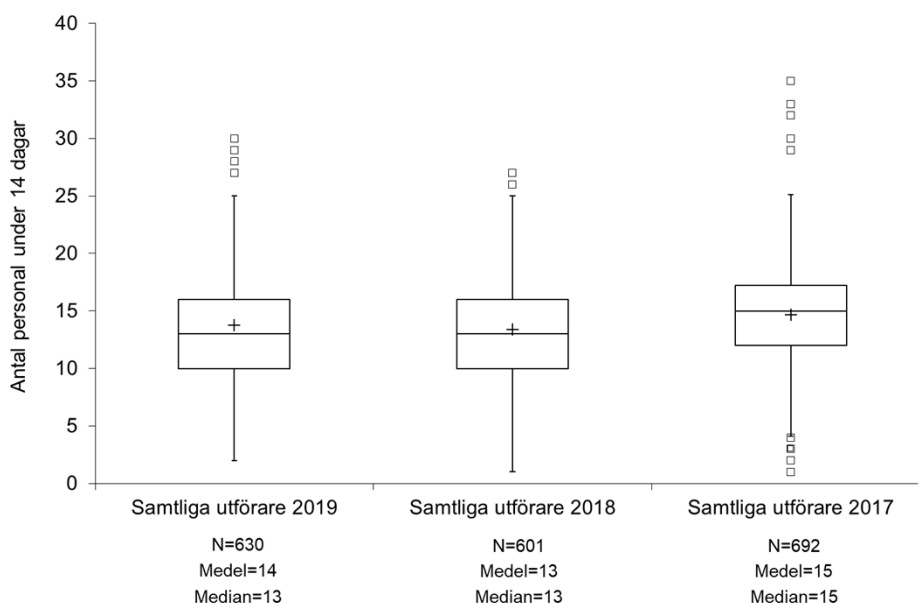 40
35
30
25
20
15
10
5
0
Antal personal under 14 dagar
Samtliga utförare 2019
Samtliga utförare 2018
Samtliga utförare 2017
N=630
N=601
N=692
Medel=14
Medel=13
Medel=15
Median=13
Median=13
Median=15